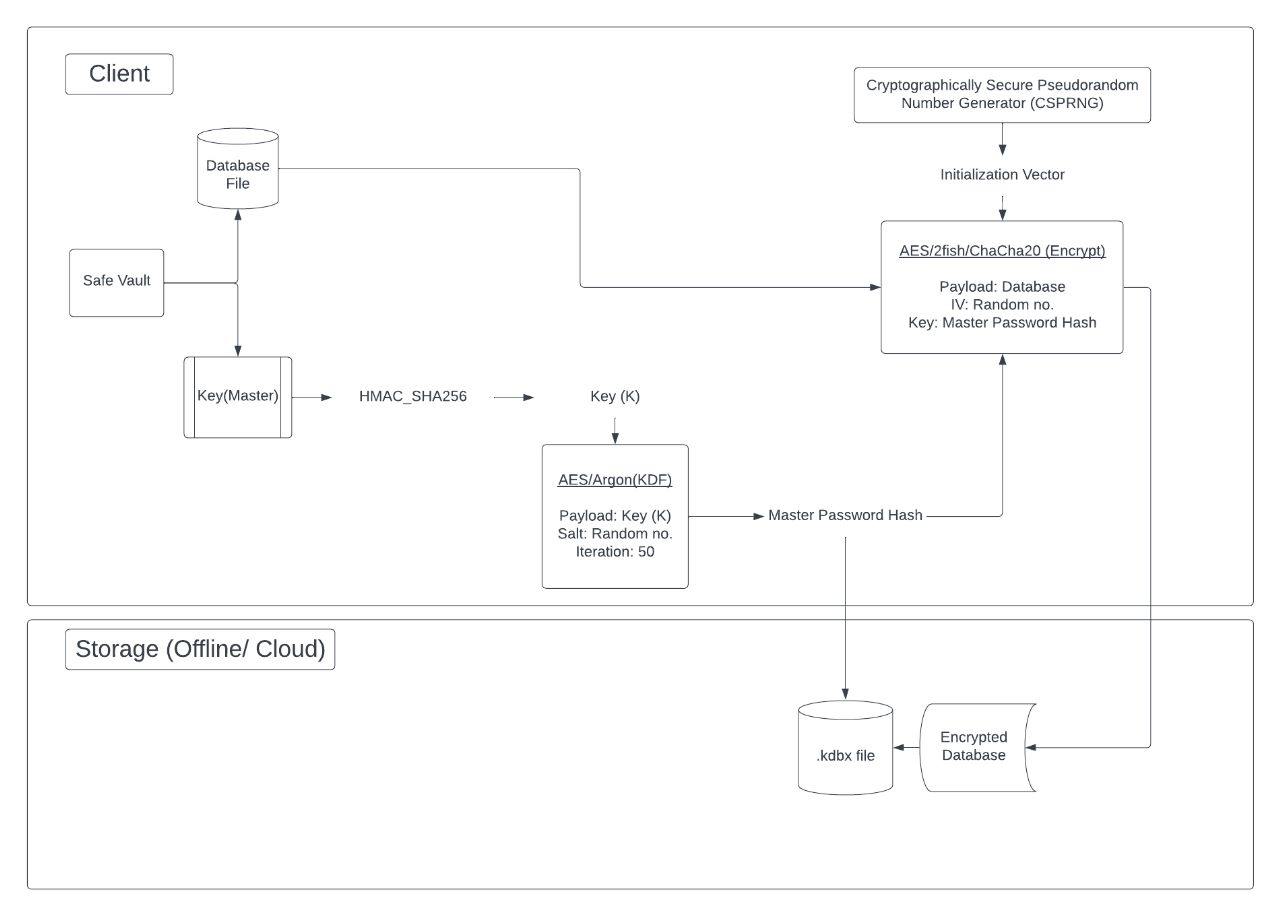 Client
Cryptographically Secure Pseudorandom
Number Generator (CSPRNG)
Database
File
Initialization Vector
AES/2fish/ChaCha20 (Encrypt)
Payload: Database
IV: Random no.
Key: Master Password Hash
Safe Vault
Key(Master)
HMAC_SHA256
Key (K)
AES/Argon(KDF)
Payload: Key (K)
Salt: Random no.
Iteration: 50
Master Password Hash
Storage (Offline/ Cloud)
.kdbx file
Encrypted
Database